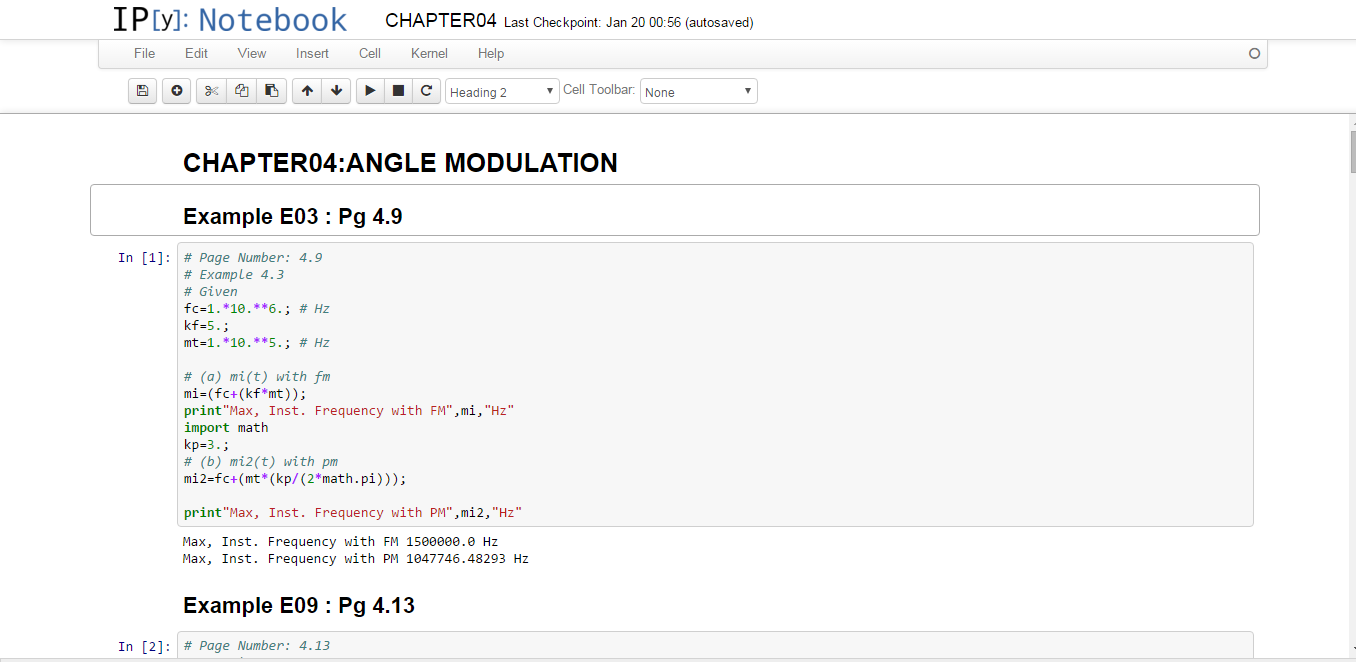 IP[y]: Notebook CHAPTER04 Last Checkpoint: Jan 20 00:56 (autosaved)
File Edit View Insert Cell Kernel Help
Heading 2 Cell Toolbar: None
CHAPTER04:ANGLE MODULATION
Example E03 : Pg 4.9
In [1]: # Page Number: 4.9
# Example 4.3
# Given
fc=1.*10.**6.; # Hz
kf=5.;
mt=1.*10.**5.; # Hz
# (a) mi(t) with fm
mi=(fc+(kf*mt));
print"Max, Inst. Frequency with FM",mi,"Hz"
import math
kp=3.;
# (b) mi2(t) with pm
mi2=fc+(mt*(kp/(2*math.pi)));
print"Max, Inst. Frequency with PM",mi2,"Hz"
Max, Inst. Frequency with FM 1500000.0 Hz
Max, Inst. Frequency with PM 1047746.48293 Hz
Example E09 : Pg 4.13
In [2]: # Page Number: 4.13